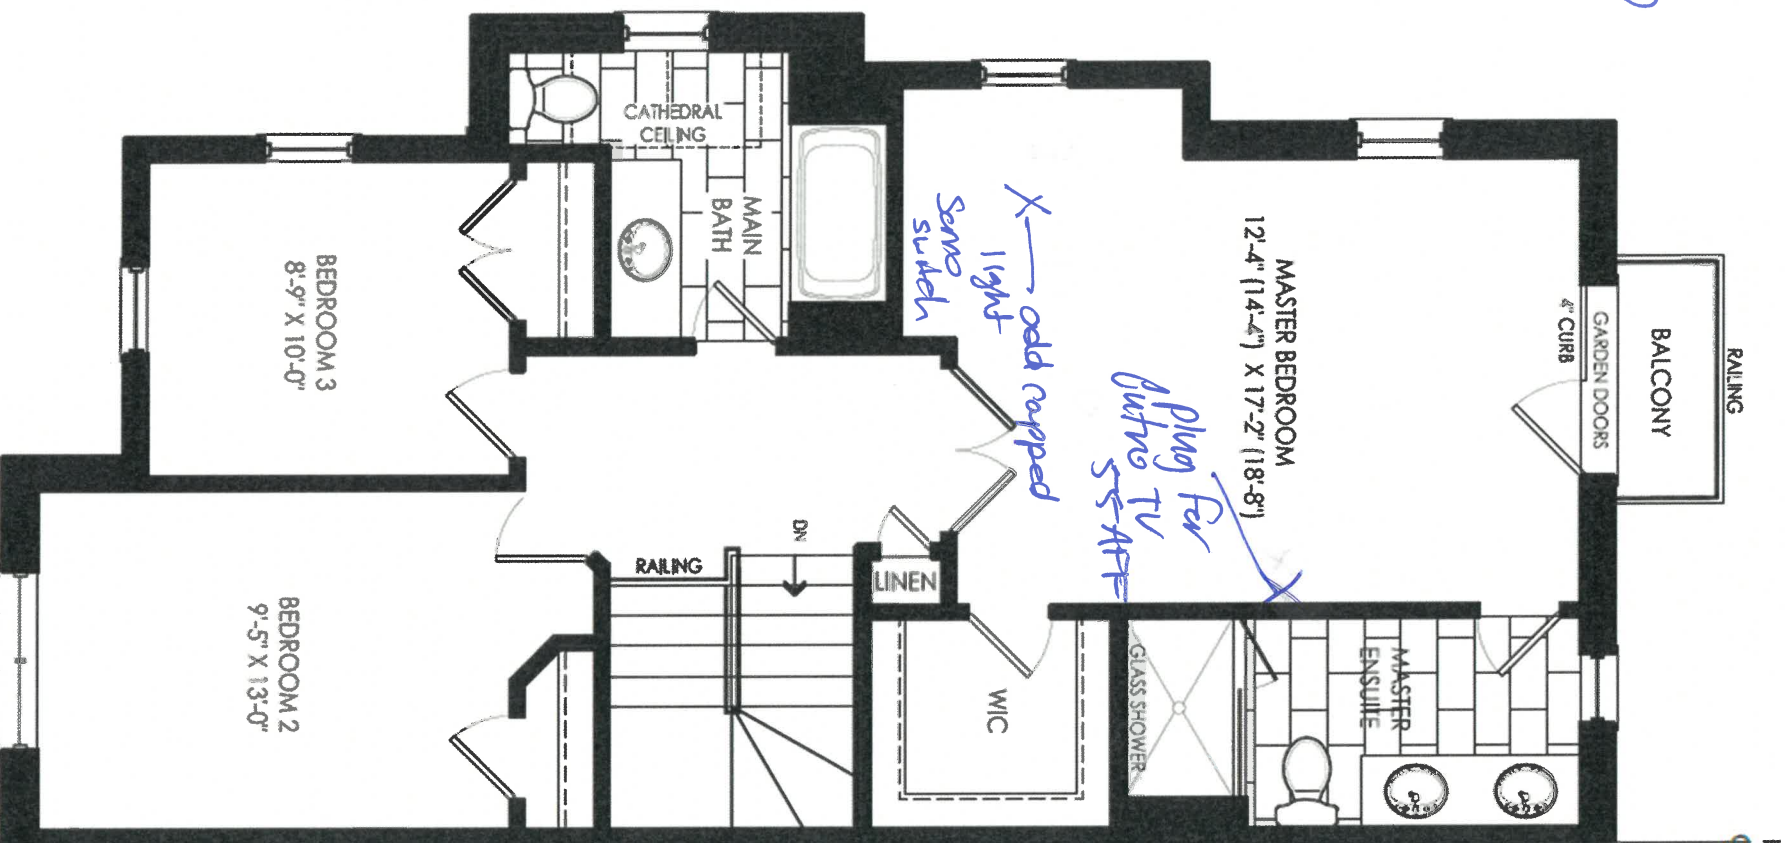 CATHEDRAL
CEILING
MAIN
BATH
BEDROOM 3
8'-9" X 10'-0"
BEDROOM 2
9'-5" X 13'-0"
RAILING
DN
LINEN
WIC
MASTER BEDROOM
12'-4" (14'-4") X 17'-2" (18'-8")
X — add capped
light
Same
switch
Plug for
future TV
55 AFF
X
4" CURB
GARDEN DOORS
BALCONY
RAILING
GLASS SHOWER
MASTER
ENSUITE